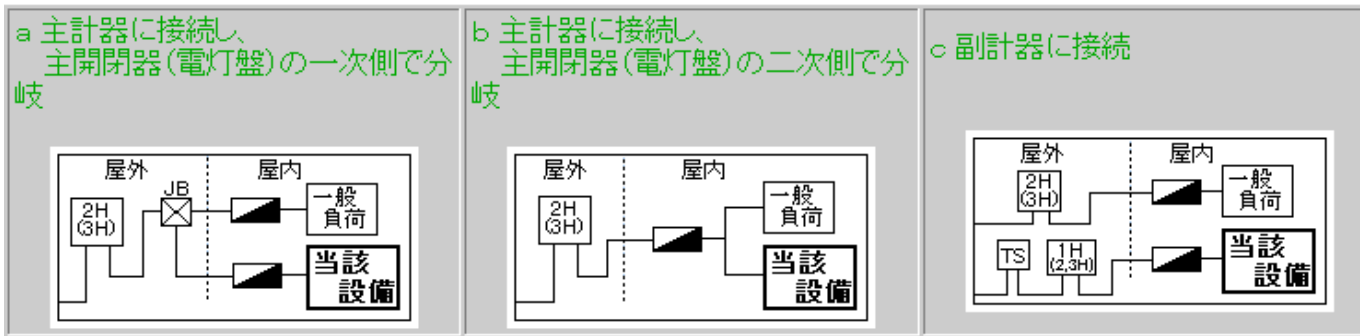 a 主計器に接続し、
主開閉器(電灯盤)の一次側で分
岐
屋外
屋内
JB
2H
(3H)
一般
負荷
当該
設備
b 主計器に接続し、
主開閉器(電灯盤)の二次側で分
岐
屋外
屋内
2H
(3H)
一般
負荷
当該
設備
c 副計器に接続
屋外
屋内
2H
(3H)
一般
負荷
TS
1H
(2,3H)
当該
設備